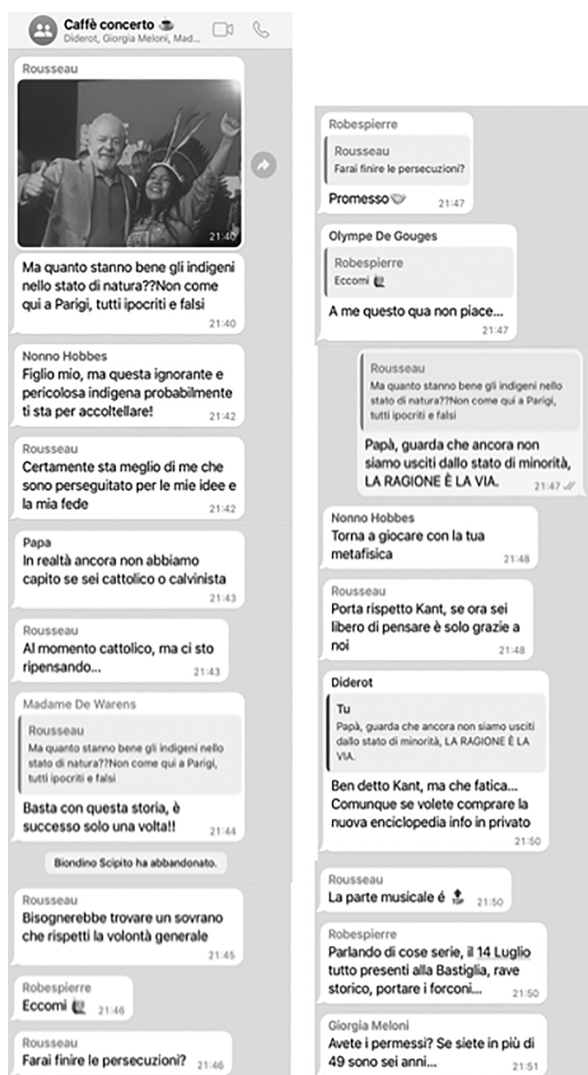 Caffè concerto
Diderot, Giorgia Meloni, Mad...
Rousseau
21:40
Ma quanto stanno bene gli indigeni
nello stato di natura??Non come
qui a Parigi, tutti ipocriti e falsi
21:40
Nonno Hobbes
Figlio mio, ma questa ignorante e
pericolosa indigena probabilmente
ti sta per accoltellare!
21:42
Rousseau
Certamente sta meglio di me che
sono perseguitato per le mie idee e
la mia fede
21:42
Papa
In realtà ancora non abbiamo
capito se sei cattolico o calvinista
21:43
Rousseau
Al momento cattolico, ma ci sto
ripensando...
21:43
Madame De Warens
Rousseau
Ma quanto stanno bene gli indigeni nello
stato di natura??Non come qui a Parigi,
tutti ipocriti e falsi
Basta con questa storia, è
successo solo una volta!!
21:44
Biondino Scipito ha abbandonato.
Rousseau
Bisognerebbe trovare un sovrano
che rispetti la volontà generale
21:45
Robespierre
Eccomi
21:46
Rousseau
Farai finire le persecuzioni?
21:46
Robespierre
Rousseau
Farai finire le persecuzioni?
Promesso
21:47
Olympe De Gouges
Robespierre
Eccomi
A me questo qua non piace...
21:47
Rousseau
Ma quanto stanno bene gli indigeni nello
stato di natura??Non come qui a Parigi,
tutti ipocriti e falsi
Papà, guarda che ancora non
siamo usciti dallo stato di minorità,
LA RAGIONE È LA VIA.
21:47
Nonno Hobbes
Torna a giocare con la tua
metafisica
21:48
Rousseau
Porta rispetto Kant, se ora sei
libero di pensare è solo grazie a
noi
21:48
Diderot
Tu
Papà, guarda che ancora non siamo usciti
dallo stato di minorità, LA RAGIONE È LA
VIA.
Ben detto Kant, ma che fatica...
Comunque se volete comprare la
nuova enciclopedia info in privato
21:50
Rousseau
La parte musicale é TOP
21:50
Robespierre
Parlando di cose serie, il 14 Luglio
tutto presenti alla Bastiglia, rave
storico, portare i forconi...
21:50
Giorgia Meloni
Avete i permessi? Se siete in più di
49 sono sei anni...
21:51